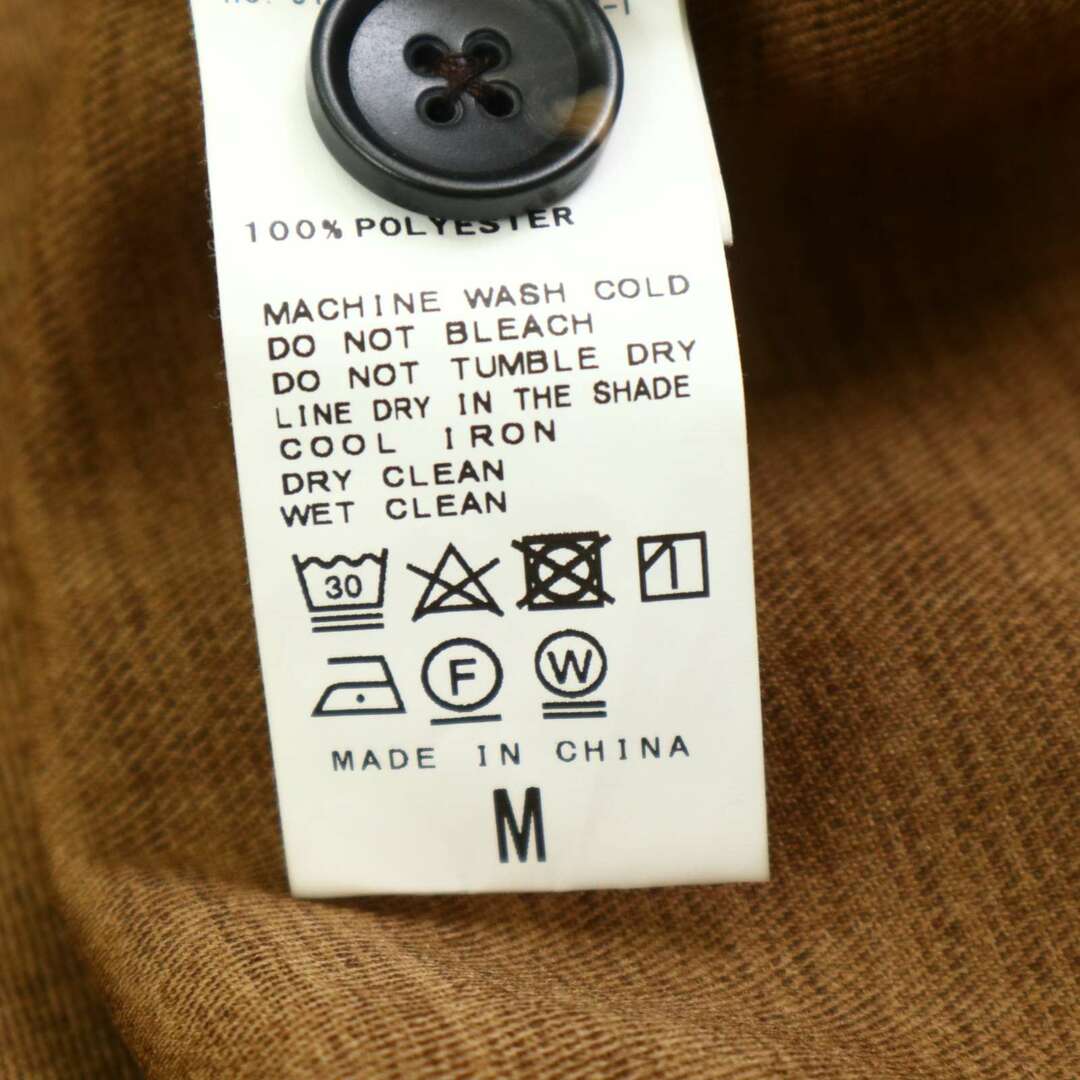 100% POLYESTER
MACHINE WASH COLD
DO NOT BLEACH
DO NOT TUMBLE DRY
LINE DRY IN THE SHADE
COOL IRON
DRY CLEAN
WET CLEAN
30
F W
MADE IN CHINA
M